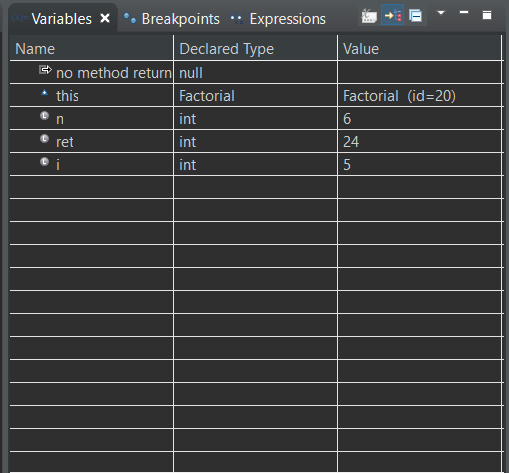 Variables Breakpoints Expressions
Name Declared Type Value
no method return null
this Factorial Factorial (id=20)
n int 6
ret int 24
i int 5